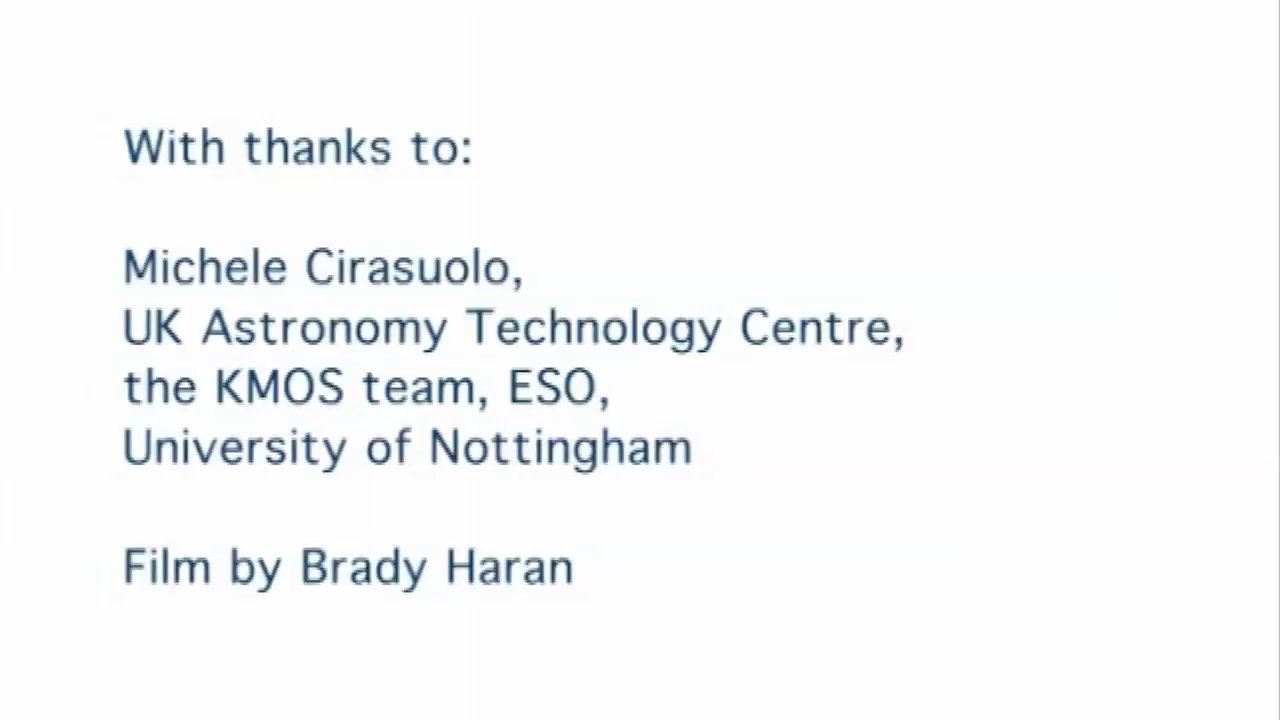 With thanks to:
Michele Cirasuolo,
UK Astronomy Technology Centre,
the KMOS team, ESO,
University of Nottingham
Film by Brady Haran